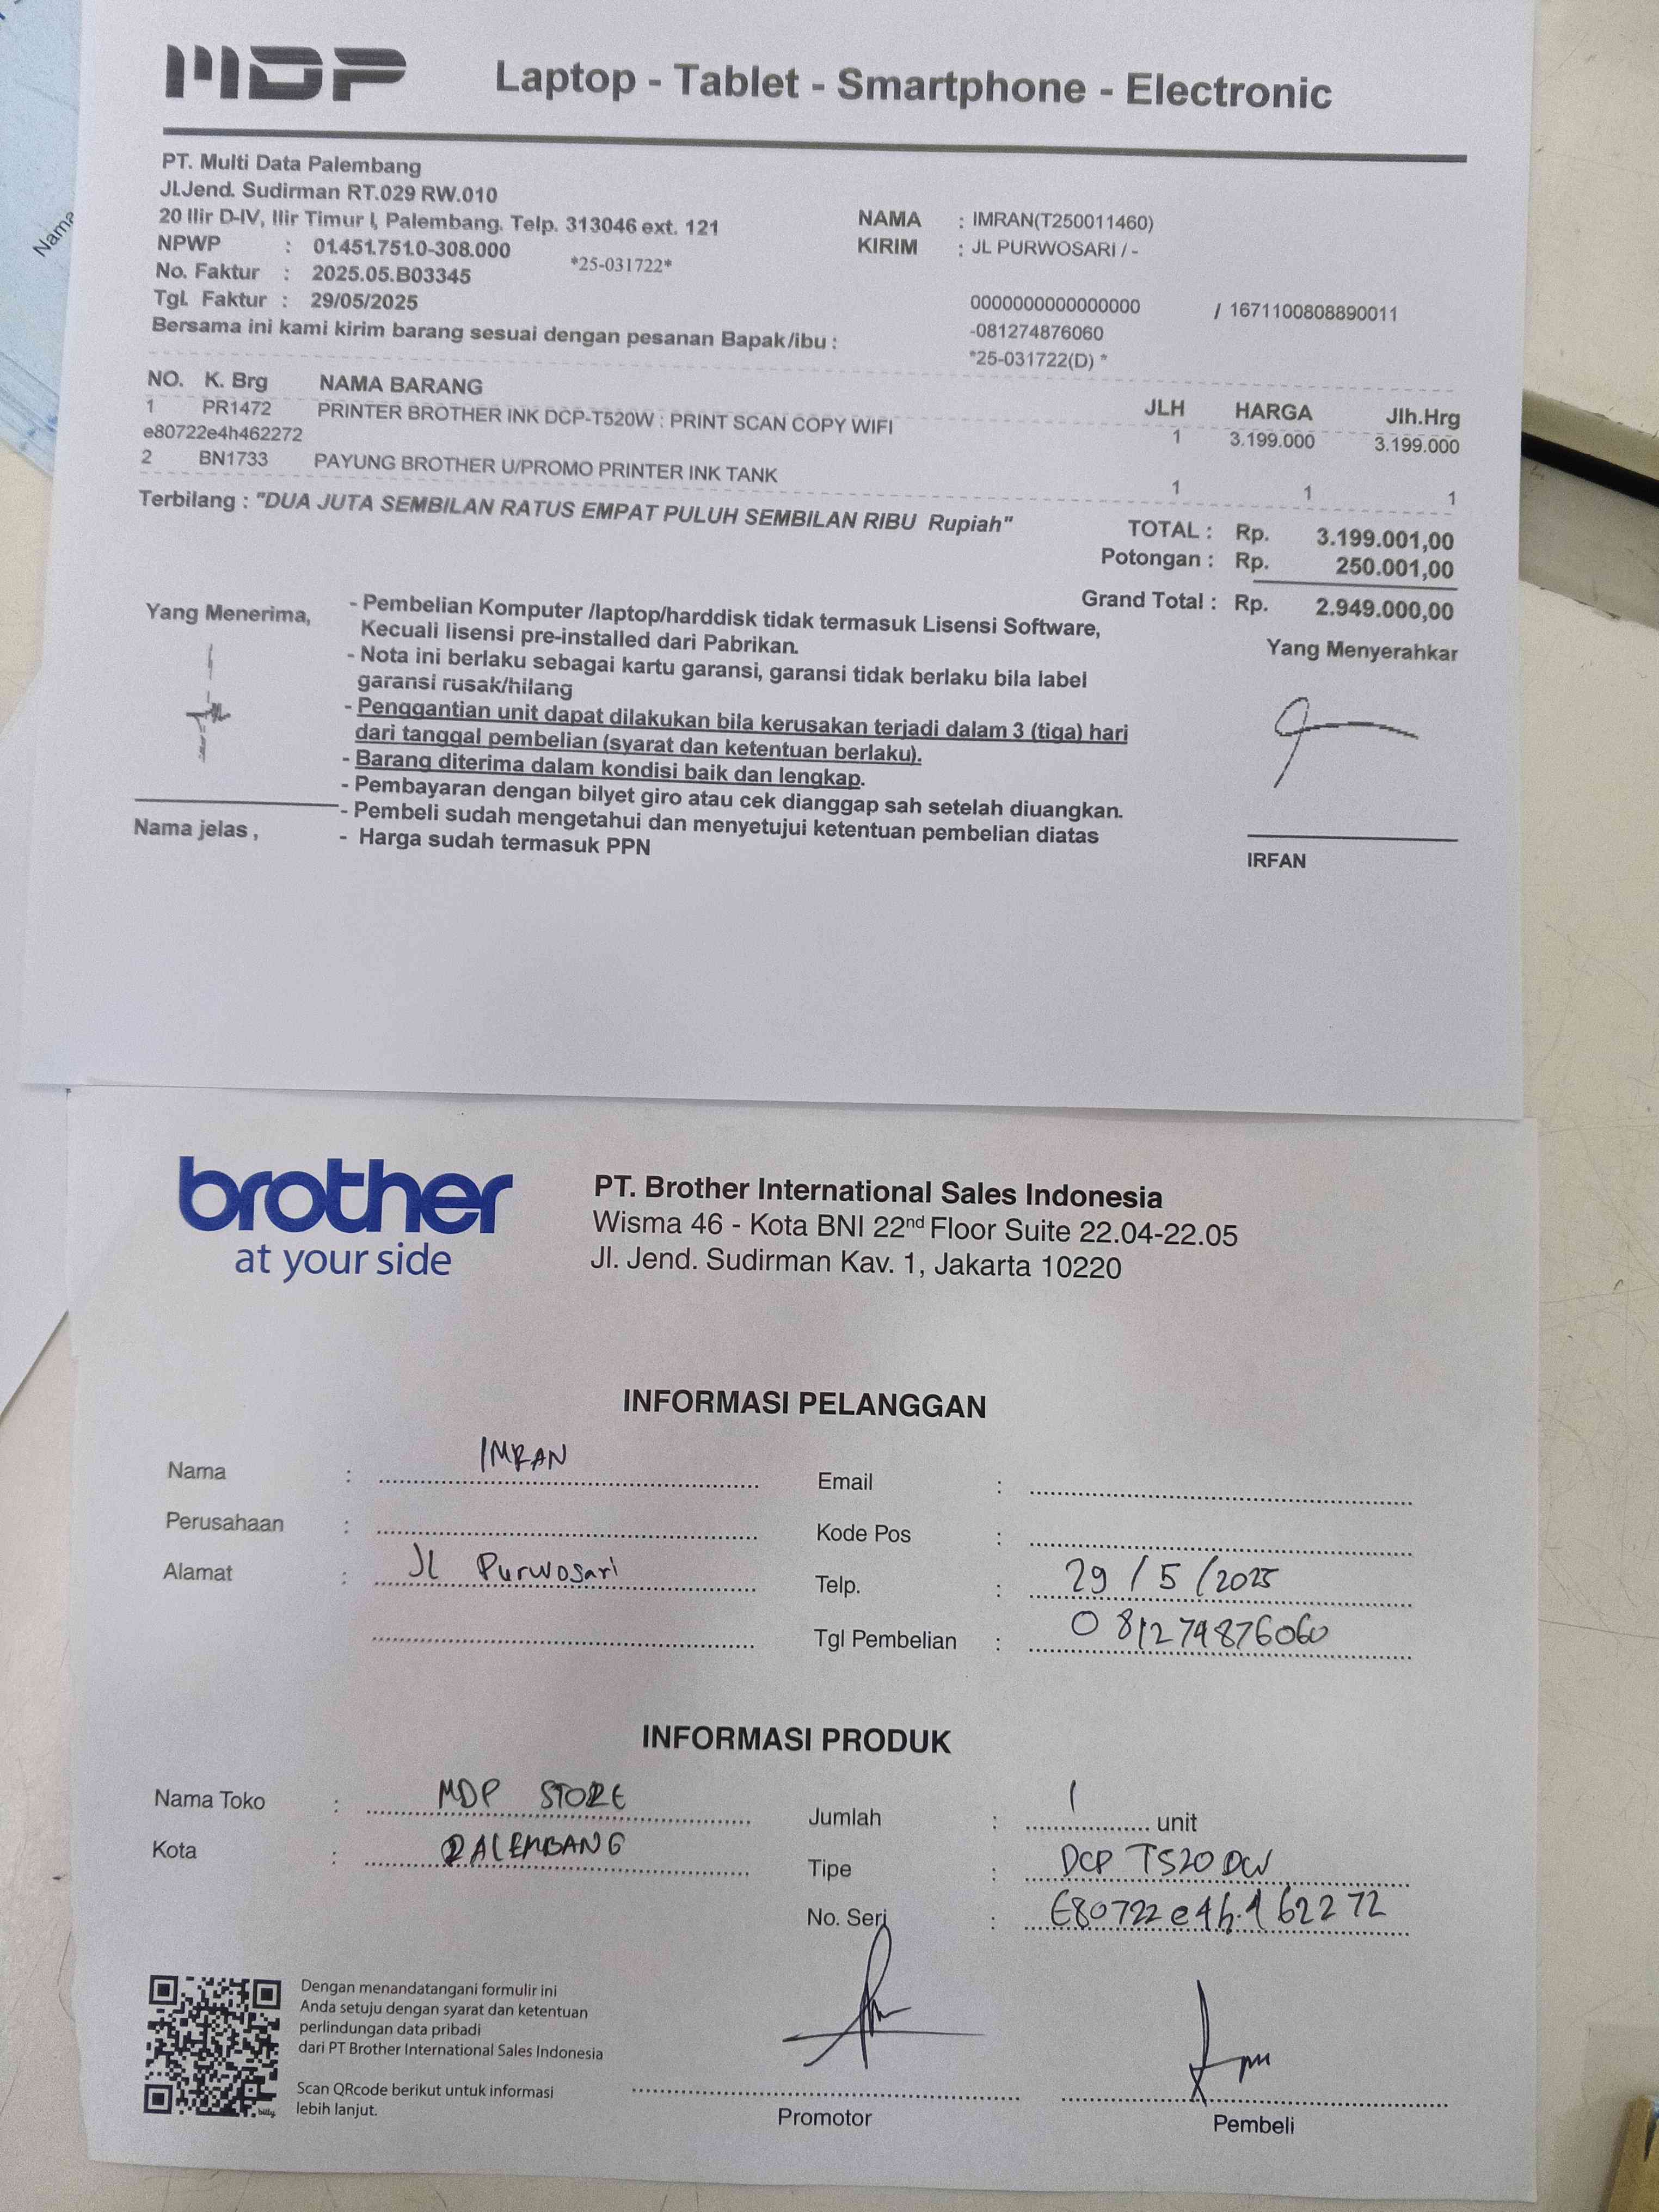 MDP Laptop - Tablet - Smartphone - Electronic
PT. Multi Data Palembang
Jl.Jend. Sudirman RT.029 RW.010
20 Ilir D-IV, Ilir Timur I, Palembang. Telp. 313046 ext. 121
NPWP : 01.451.751.0-308.000
*25-031722*
No. Faktur : 2025.05.B03345
Tgl. Faktur : 29/05/2025
Bersama ini kami kirim barang sesuai dengan pesanan Bapak/ibu :
NAMA : IMRAN(T250011460)
KIRIM : JL PURWOSARI / -
0000000000000000 / 1671100808890011
-081274876060
*25-031722(D) *
NO. K. Brg NAMA BARANG JLH HARGA Jlh.Hrg
1 PR1472 PRINTER BROTHER INK DCP-T520W : PRINT SCAN COPY WIFI 1 3.199.000 3.199.000
e80722e4h462272
2 BN1733 PAYUNG BROTHER U/PROMO PRINTER INK TANK 1 1 1
Terbilang : "DUA JUTA SEMBILAN RATUS EMPAT PULUH SEMBILAN RIBU Rupiah"
TOTAL : Rp. 3.199.001,00
Potongan : Rp. 250.001,00
Grand Total : Rp. 2.949.000,00
Yang Menerima,
- Pembelian Komputer /laptop/harddisk tidak termasuk Lisensi Software,
Kecuali lisensi pre-installed dari Pabrikan.
- Nota ini berlaku sebagai kartu garansi, garansi tidak berlaku bila label
garansi rusak/hilang
- Penggantian unit dapat dilakukan bila kerusakan terjadi dalam 3 (tiga) hari
dari tanggal pembelian (syarat dan ketentuan berlaku).
- Barang diterima dalam kondisi baik dan lengkap.
- Pembayaran dengan bilyet giro atau cek dianggap sah setelah diuangkan.
- Pembeli sudah mengetahui dan menyetujui ketentuan pembelian diatas
- Harga sudah termasuk PPN
Nama jelas ,
Yang Menyerahkar
IRFAN
Nama
brother
at your side
PT. Brother International Sales Indonesia
Wisma 46 - Kota BNI 22nd Floor Suite 22.04-22.05
Jl. Jend. Sudirman Kav. 1, Jakarta 10220
INFORMASI PELANGGAN
Nama : IMRAN
Perusahaan :
Alamat : JL Purwosari
Email :
Kode Pos :
Telp. : 29 / 5 / 2025
Tgl Pembelian : 081274876060
INFORMASI PRODUK
Nama Toko : MDP STORE
Kota : PALEMBANG
Jumlah : 1 unit
Tipe : DCP T520 DW
No. Seri : E80722e4h462272
Dengan menandatangani formulir ini
Anda setuju dengan syarat dan ketentuan
perlindungan data pribadi
dari PT Brother International Sales Indonesia
Scan QRcode berikut untuk informasi
lebih lanjut.
bitly
Promotor
Pembeli